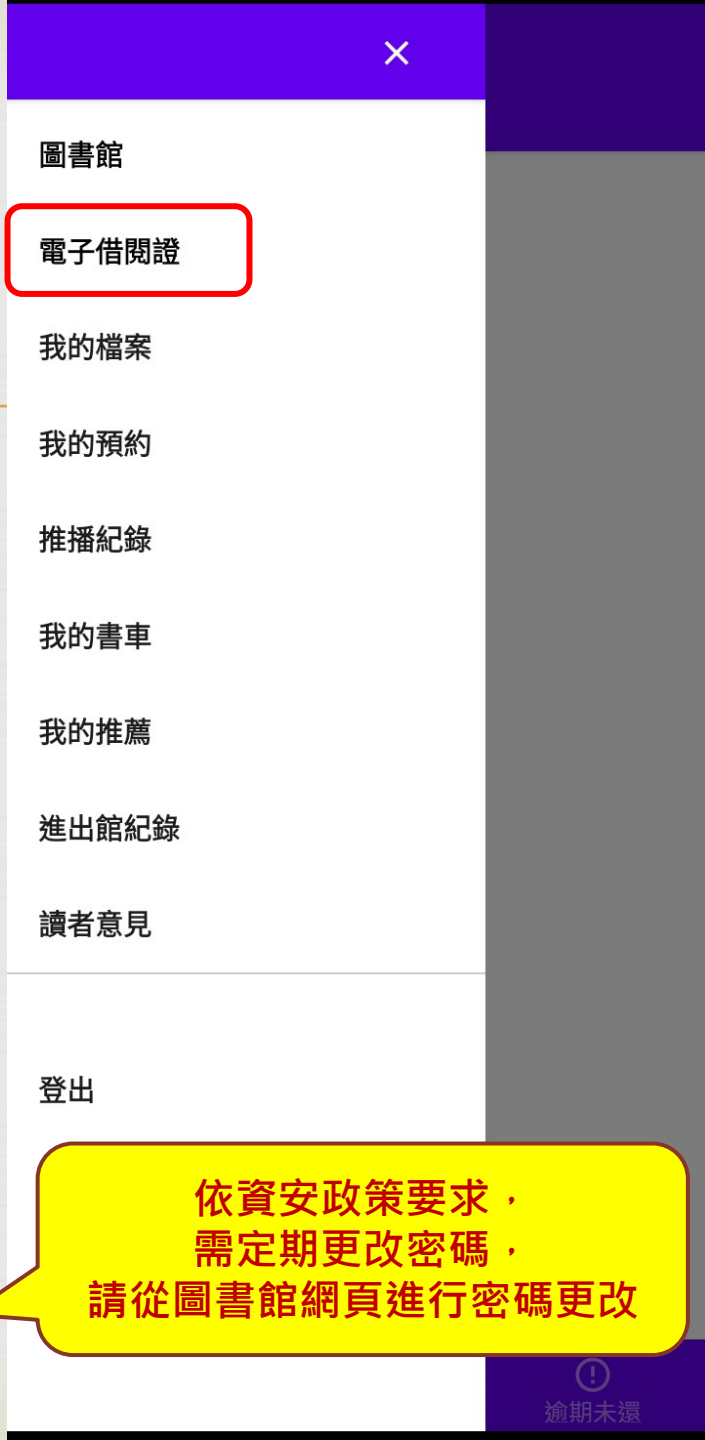 圖書館
電子借閱證
我的檔案
我的預約
推播紀錄
我的書車
我的推薦
進出館紀錄
讀者意見
登出
依資安政策要求，
需定期更改密碼，
請從圖書館網頁進行密碼更改
逾期未還